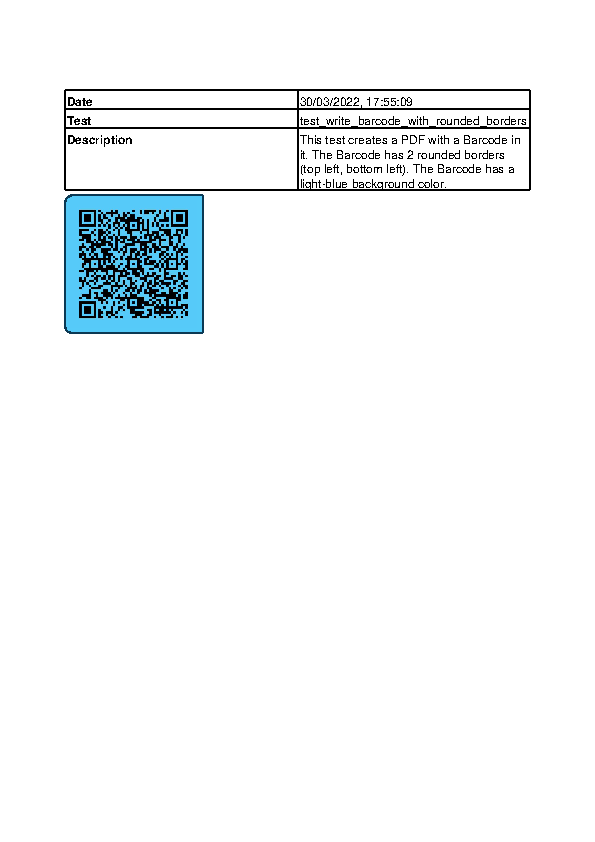 Date 30/03/2022, 17:55:09
Test test_write_barcode_with_rounded_borders
Description This test creates a PDF with a Barcode in
it. The Barcode has 2 rounded borders
(top left, bottom left). The Barcode has a
light-blue background color.